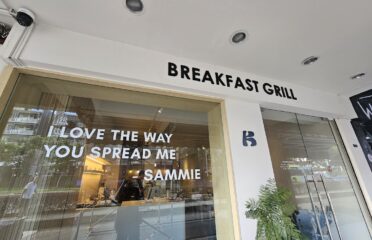 BREAKFAST GRILL
I LOVE THE WAY
YOU SPREAD ME
SAMMIE
B